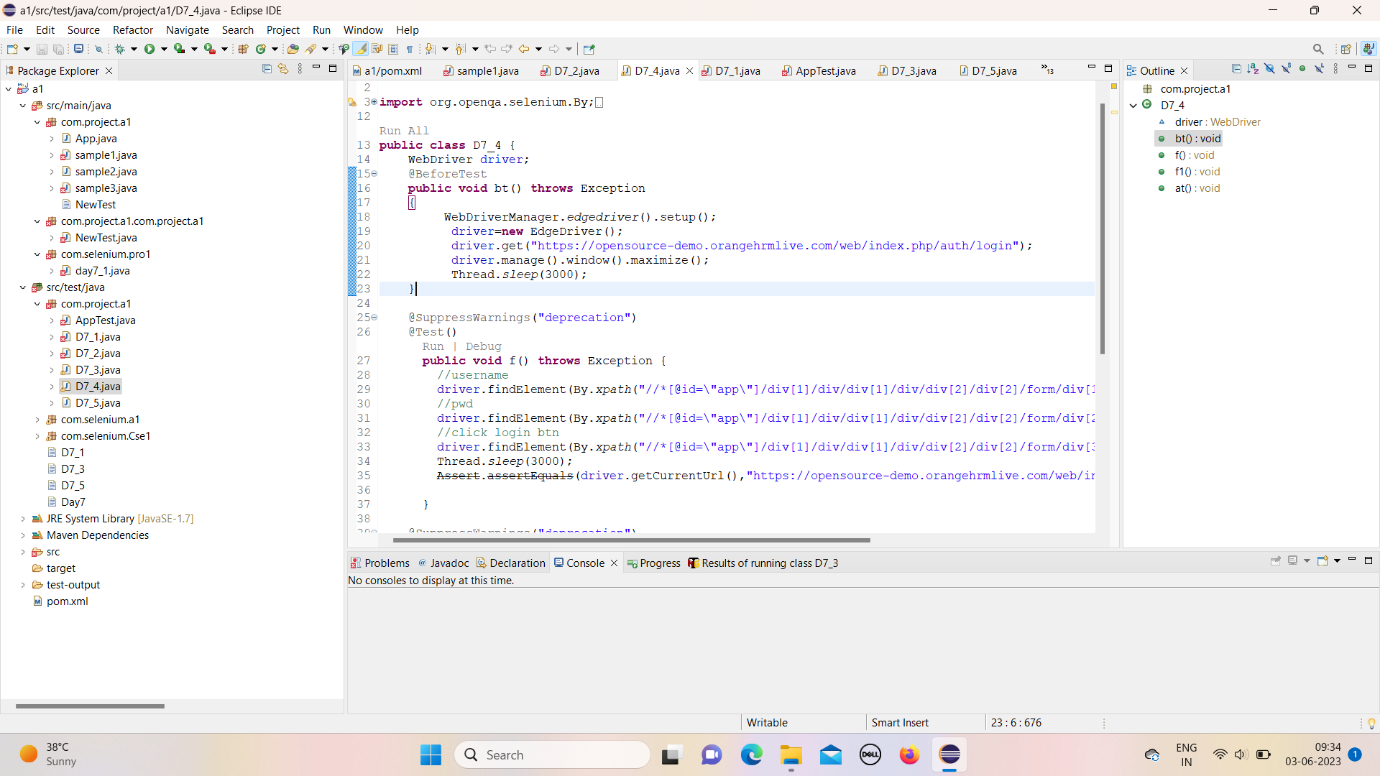 a1/src/test/java/com/project/a1/D7_4.java - Eclipse IDE
File Edit Source Refactor Navigate Search Project Run Window Help
Package Explorer
a1
src/main/java
com.project.a1
App.java
sample1.java
sample2.java
sample3.java
NewTest
com.project.a1.com.project.a1
NewTest.java
com.selenium.pro1
day7_1.java
src/test/java
com.project.a1
AppTest.java
D7_1.java
D7_2.java
D7_3.java
D7_4.java
D7_5.java
com.selenium.a1
com.selenium.Cse1
D7_1
D7_3
D7_5
Day7
JRE System Library [JavaSE-1.7]
Maven Dependencies
src
target
test-output
pom.xml
a1/pom.xml sample1.java D7_2.java D7_4.java D7_1.java AppTest.java D7_3.java D7_5.java »13
2
3 import org.openqa.selenium.By;
12
Run All
13 public class D7_4 {
14 WebDriver driver;
15 @BeforeTest
16 public void bt() throws Exception
17 {
18 WebDriverManager.edgedriver().setup();
19 driver=new EdgeDriver();
20 driver.get("https://opensource-demo.orangehrmlive.com/web/index.php/auth/login");
21 driver.manage().window().maximize();
22 Thread.sleep(3000);
23 }
24
25 @SuppressWarnings("deprecation")
26 @Test()
Run | Debug
27 public void f() throws Exception {
28 //username
29 driver.findElement(By.xpath("//*[@id=\"app\"]/div[1]/div/div[1]/div/div[2]/div[2]/form/div[1
30 //pwd
31 driver.findElement(By.xpath("//*[@id=\"app\"]/div[1]/div/div[1]/div/div[2]/div[2]/form/div[2
32 //click login btn
33 driver.findElement(By.xpath("//*[@id=\"app\"]/div[1]/div/div[1]/div/div[2]/div[2]/form/div[3
34 Thread.sleep(3000);
35 Assert.assertEquals(driver.getCurrentUrl(),"https://opensource-demo.orangehrmlive.com/web/in
36
37 }
38
39 @SuppressWarnings("deprecation")
Outline
com.project.a1
D7_4
driver : WebDriver
bt() : void
f() : void
f1() : void
at() : void
Problems Javadoc Declaration Console Progress Results of running class D7_3
No consoles to display at this time.
Writable Smart Insert 23 : 6 : 676
38°C
Sunny
Search
DELL
ENG
IN
09:34
03-06-2023
1